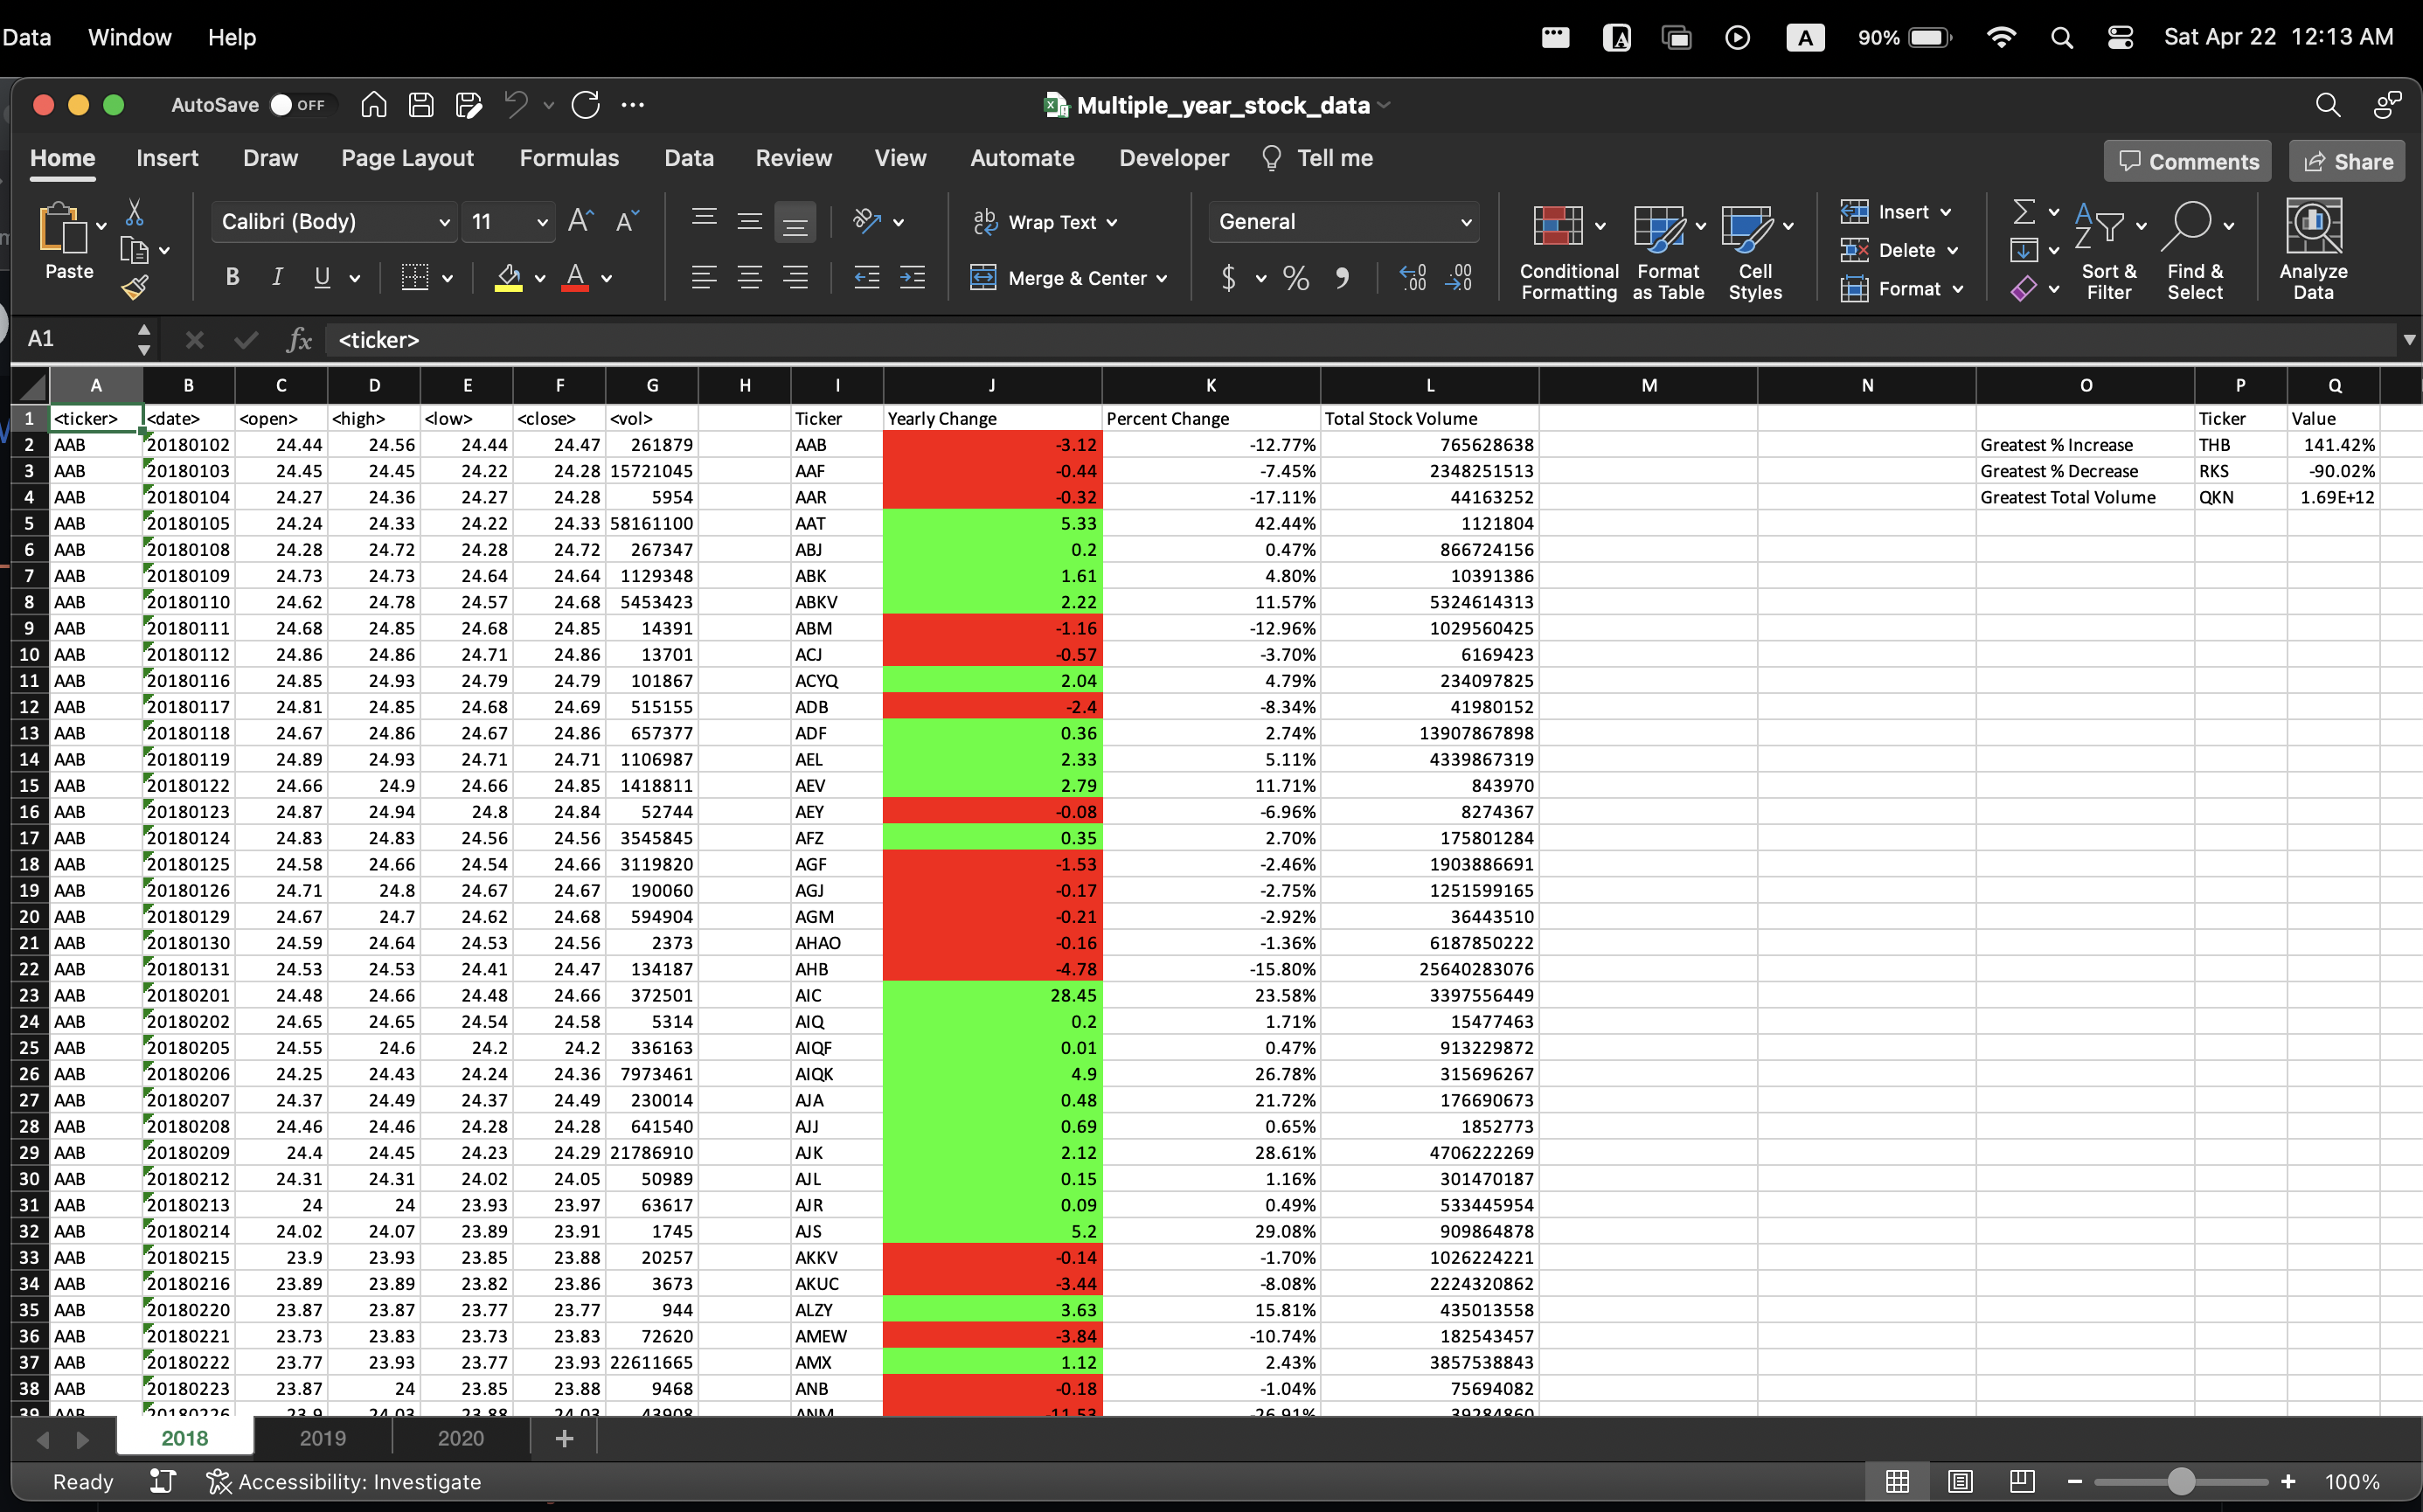 Data Window Help 90% Sat Apr 22 12:13 AM
AutoSave OFF Multiple_year_stock_data
Home Insert Draw Page Layout Formulas Data Review View Automate Developer Tell me Comments Share
Paste Calibri (Body) 11 Wrap Text General Insert
B I U Merge & Center $ % Conditional Formatting Format as Table Cell Styles Delete Format Sort & Filter Find & Select Analyze Data
A1 fx <ticker>
A B C D E F G H I J K L M N O P Q
1 <ticker> <date> <open> <high> <low> <close> <vol> Ticker Yearly Change Percent Change Total Stock Volume Ticker Value
2 AAB 20180102 24.44 24.56 24.44 24.47 261879 AAB -3.12 -12.77% 765628638 Greatest % Increase THB 141.42%
3 AAB 20180103 24.45 24.45 24.22 24.28 15721045 AAF -0.44 -7.45% 2348251513 Greatest % Decrease RKS -90.02%
4 AAB 20180104 24.27 24.36 24.27 24.28 5954 AAR -0.32 -17.11% 44163252 Greatest Total Volume QKN 1.69E+12
5 AAB 20180105 24.24 24.33 24.22 24.33 58161100 AAT 5.33 42.44% 1121804
6 AAB 20180108 24.28 24.72 24.28 24.72 267347 ABJ 0.2 0.47% 866724156
7 AAB 20180109 24.73 24.73 24.64 24.64 1129348 ABK 1.61 4.80% 10391386
8 AAB 20180110 24.62 24.78 24.57 24.68 5453423 ABKV 2.22 11.57% 5324614313
9 AAB 20180111 24.68 24.85 24.68 24.85 14391 ABM -1.16 -12.96% 1029560425
10 AAB 20180112 24.86 24.86 24.71 24.86 13701 ACJ -0.57 -3.70% 6169423
11 AAB 20180116 24.85 24.93 24.79 24.79 101867 ACYQ 2.04 4.79% 234097825
12 AAB 20180117 24.81 24.85 24.68 24.69 515155 ADB -2.4 -8.34% 41980152
13 AAB 20180118 24.67 24.86 24.67 24.86 657377 ADF 0.36 2.74% 13907867898
14 AAB 20180119 24.89 24.93 24.71 24.71 1106987 AEL 2.33 5.11% 4339867319
15 AAB 20180122 24.66 24.9 24.66 24.85 1418811 AEV 2.79 11.71% 843970
16 AAB 20180123 24.87 24.94 24.8 24.84 52744 AEY -0.08 -6.96% 8274367
17 AAB 20180124 24.83 24.83 24.56 24.56 3545845 AFZ 0.35 2.70% 175801284
18 AAB 20180125 24.58 24.66 24.54 24.66 3119820 AGF -1.53 -2.46% 1903886691
19 AAB 20180126 24.71 24.8 24.67 24.67 190060 AGJ -0.17 -2.75% 1251599165
20 AAB 20180129 24.67 24.7 24.62 24.68 594904 AGM -0.21 -2.92% 36443510
21 AAB 20180130 24.59 24.64 24.53 24.56 2373 AHAO -0.16 -1.36% 6187850222
22 AAB 20180131 24.53 24.53 24.41 24.47 134187 AHB -4.78 -15.80% 25640283076
23 AAB 20180201 24.48 24.66 24.48 24.66 372501 AIC 28.45 23.58% 3397556449
24 AAB 20180202 24.65 24.65 24.54 24.58 5314 AIQ 0.2 1.71% 15477463
25 AAB 20180205 24.55 24.6 24.2 24.2 336163 AIQF 0.01 0.47% 913229872
26 AAB 20180206 24.25 24.43 24.24 24.36 7973461 AIQK 4.9 26.78% 315696267
27 AAB 20180207 24.37 24.49 24.37 24.49 230014 AJA 0.48 21.72% 176690673
28 AAB 20180208 24.46 24.46 24.28 24.28 641540 AJJ 0.69 0.65% 1852773
29 AAB 20180209 24.4 24.45 24.23 24.29 21786910 AJK 2.12 28.61% 4706222269
30 AAB 20180212 24.31 24.31 24.02 24.05 50989 AJL 0.15 1.16% 301470187
31 AAB 20180213 24 24 23.93 23.97 63617 AJR 0.09 0.49% 533445954
32 AAB 20180214 24.02 24.07 23.89 23.91 1745 AJS 5.2 29.08% 909864878
33 AAB 20180215 23.9 23.93 23.85 23.88 20257 AKKV -0.14 -1.70% 1026224221
34 AAB 20180216 23.89 23.89 23.82 23.86 3673 AKUC -3.44 -8.08% 2224320862
35 AAB 20180220 23.87 23.87 23.77 23.77 944 ALZY 3.63 15.81% 435013558
36 AAB 20180221 23.73 23.83 23.73 23.83 72620 AMEW -3.84 -10.74% 182543457
37 AAB 20180222 23.77 23.93 23.77 23.93 22611665 AMX 1.12 2.43% 3857538843
38 AAB 20180223 23.87 24 23.85 23.88 9468 ANB -0.18 -1.04% 75694082
39 AAB 20180226 23.9 24.03 23.88 24.03 43908 ANM -11.53 -26.91% 39284860
2018 2019 2020 +
Ready Accessibility: Investigate 100%